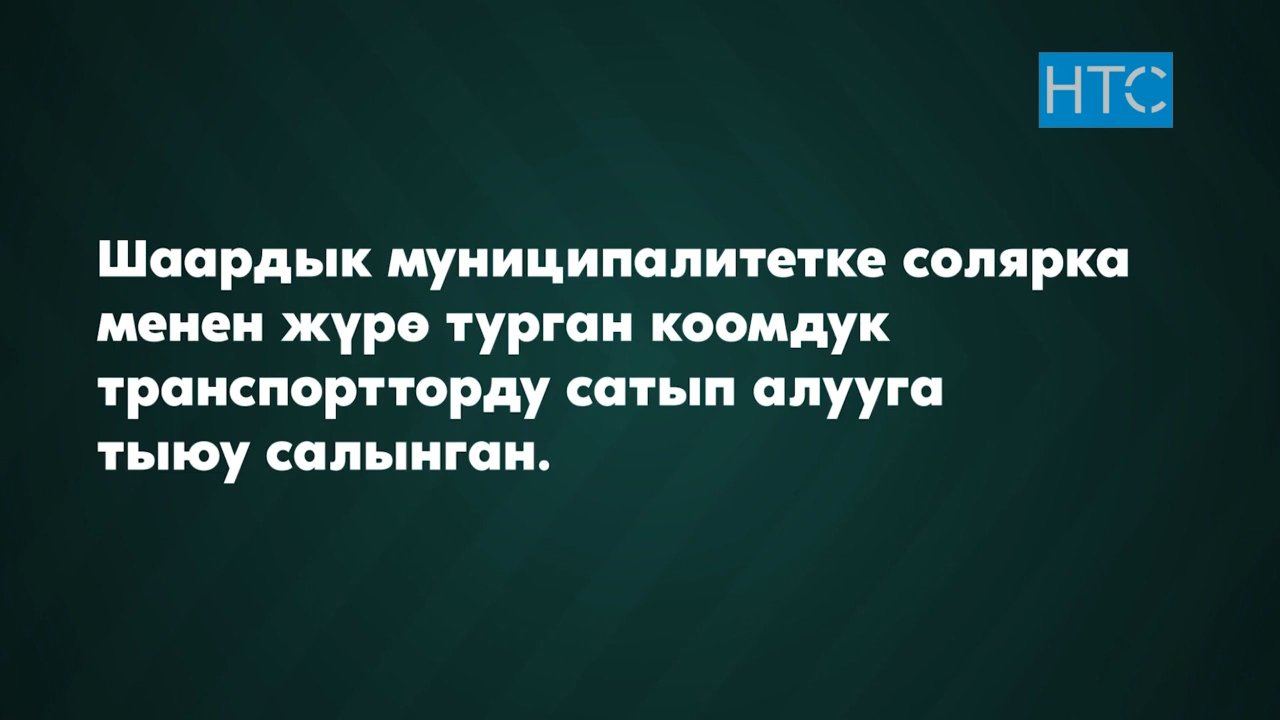 НТС
Шаардык муниципалитетке солярка
менен жүрө турган коомдук
транспортторду сатып алууга
тыюу салынган.